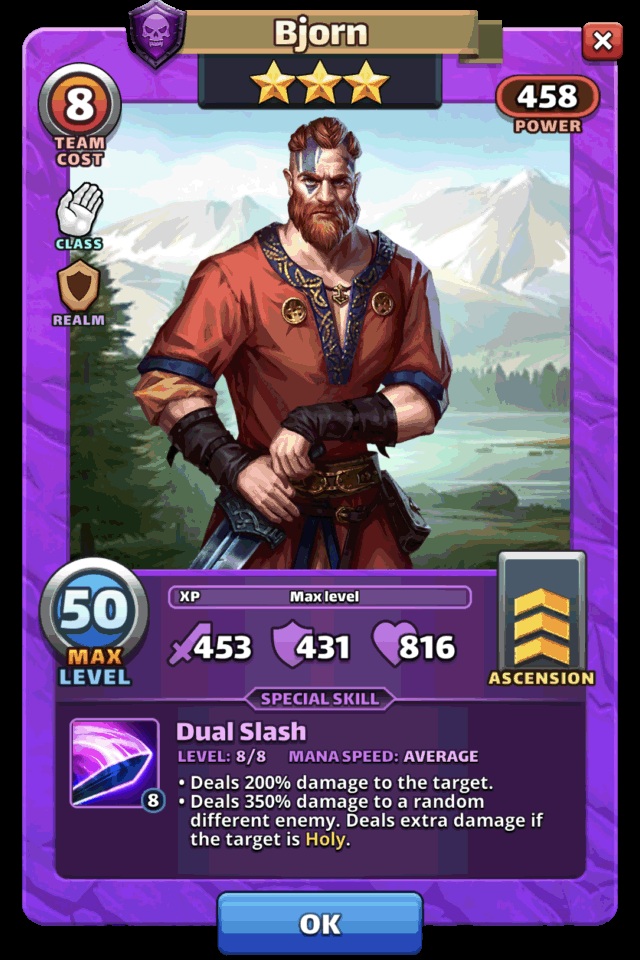 Bjorn
8
TEAM
COST
458
POWER
CLASS
REALM
50
MAX
LEVEL
XP Max level
453 431 816
ASCENSION
SPECIAL SKILL
Dual Slash
LEVEL: 8/8 MANA SPEED: AVERAGE
8
• Deals 200% damage to the target.
• Deals 350% damage to a random
different enemy. Deals extra damage if
the target is Holy.
OK